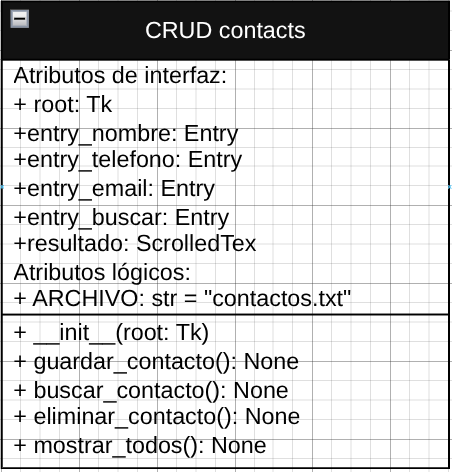 CRUD contacts
Atributos de interfaz:
+ root: Tk
+entry_nombre: Entry
+entry_telefono: Entry
+entry_email: Entry
+entry_buscar: Entry
+resultado: ScrolledTex
Atributos lógicos:
+ ARCHIVO: str = "contactos.txt"
+ __init__(root: Tk)
+ guardar_contacto(): None
+ buscar_contacto(): None
+ eliminar_contacto(): None
+ mostrar_todos(): None